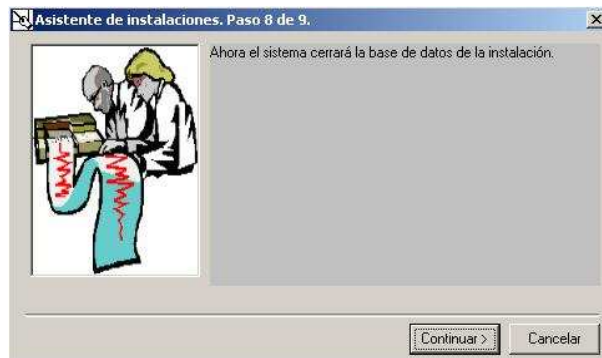 Asistente de instalaciones. Paso 8 de 9.
Ahora el sistema cerrará la base de datos de la instalación.
Continuar >
Cancelar